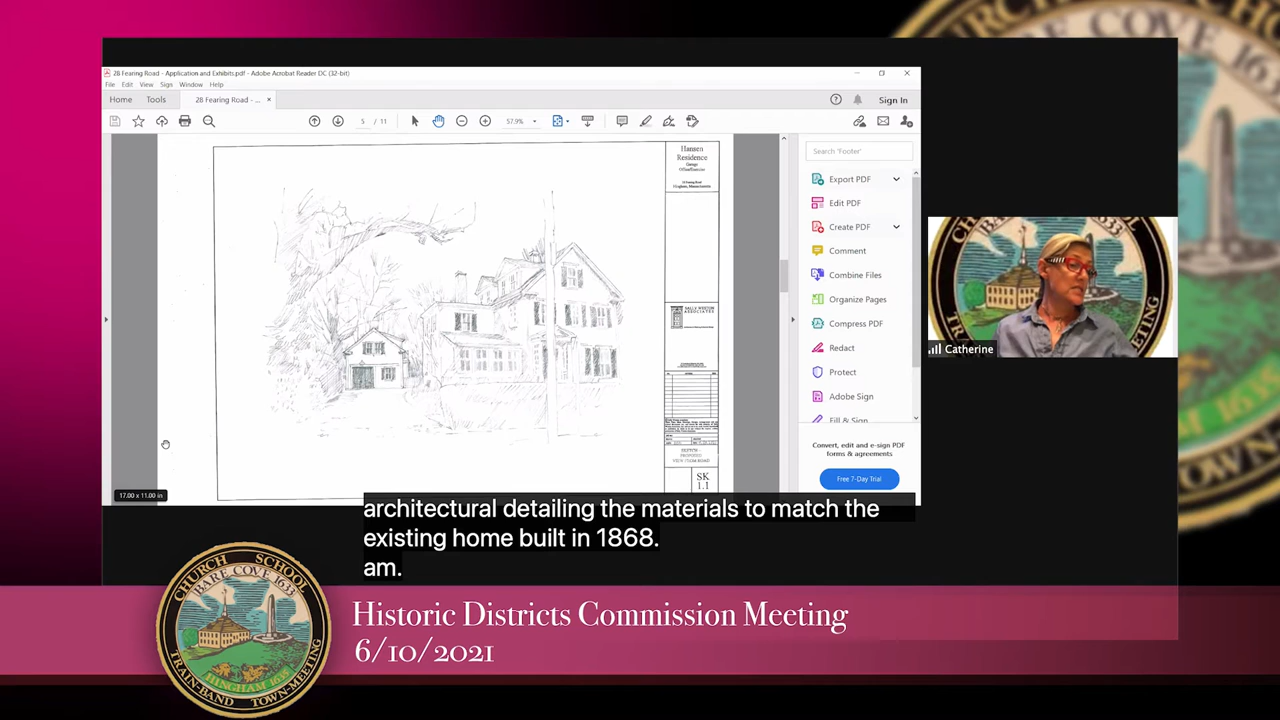 28 Fearing Road - Application and Exhibits.pdf - Adobe Acrobat Reader DC (32-bit)
File Edit View Sign Window Help
Home Tools 28 Fearing Road - ... × Sign In
5 / 11 57.9%
Search 'Footer'
Export PDF
Edit PDF
Create PDF
Comment
Combine Files
Organize Pages
Compress PDF
Redact
Protect
Adobe Sign
Fill & Sign
Convert, edit and e-sign PDF
forms & agreements
Free 7-Day Trial
Hansen
Residence
Garage
SK
1.1
17.00 x 11.00 in
Catherine
architectural detailing the materials to match the
existing home built in 1868.
am.
Historic Districts Commission Meeting
6/10/2021
CHURCH SCHOOL
BARE COVE 1633
HINGHAM 1635
TRAIN-BAND TOWN-MEETING